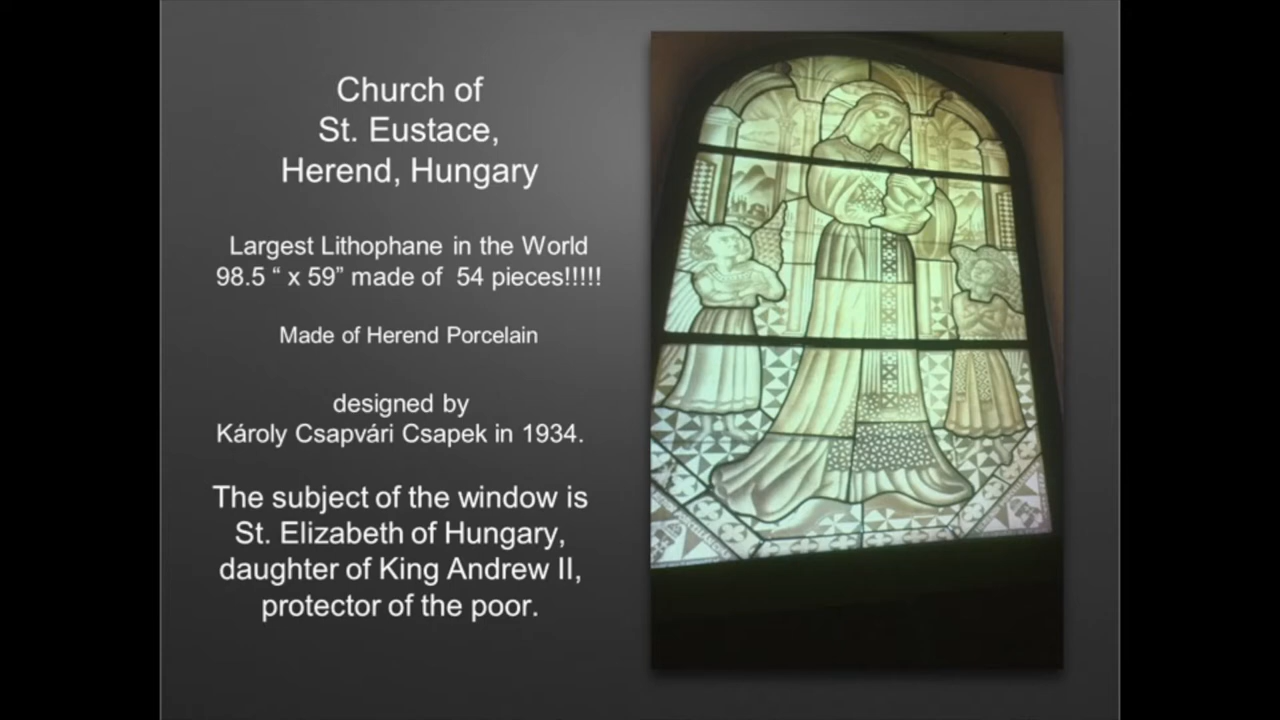 Church of
St. Eustace,
Herend, Hungary
Largest Lithophane in the World
98.5 “ x 59” made of  54 pieces!!!!!
Made of Herend Porcelain
designed by
Károly Csapvári Csapek in 1934.
The subject of the window is
St. Elizabeth of Hungary,
daughter of King Andrew II,
protector of the poor.